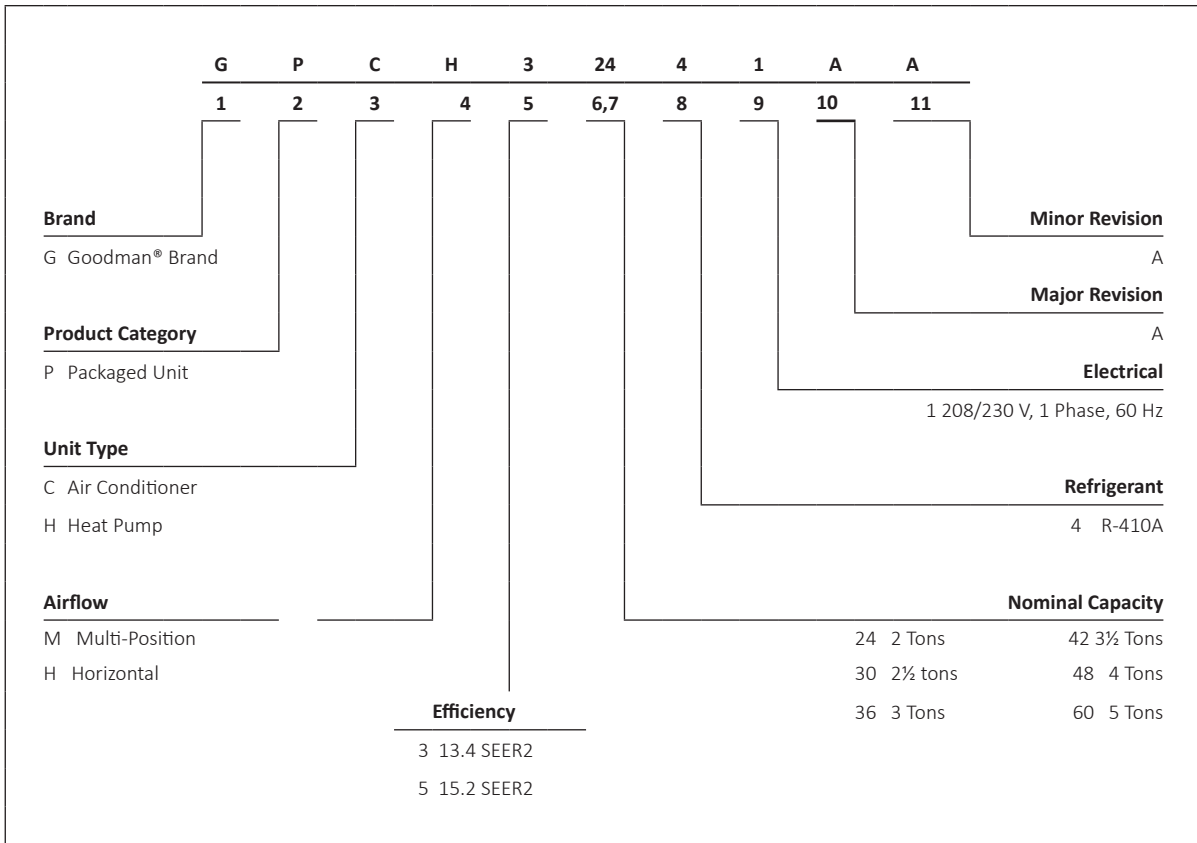 G P C H 3 24 4 1 A A
1 2 3 4 5 6,7 8 9 10 11
Brand
G Goodman® Brand
Product Category
P Packaged Unit
Unit Type
C Air Conditioner
H Heat Pump
Airflow
M Multi-Position
H Horizontal
Efficiency
3 13.4 SEER2
5 15.2 SEER2
Minor Revision
A
Major Revision
A
Electrical
1 208/230 V, 1 Phase, 60 Hz
Refrigerant
4 R-410A
Nominal Capacity
24 2 Tons 42 3½ Tons
30 2½ tons 48 4 Tons
36 3 Tons 60 5 Tons